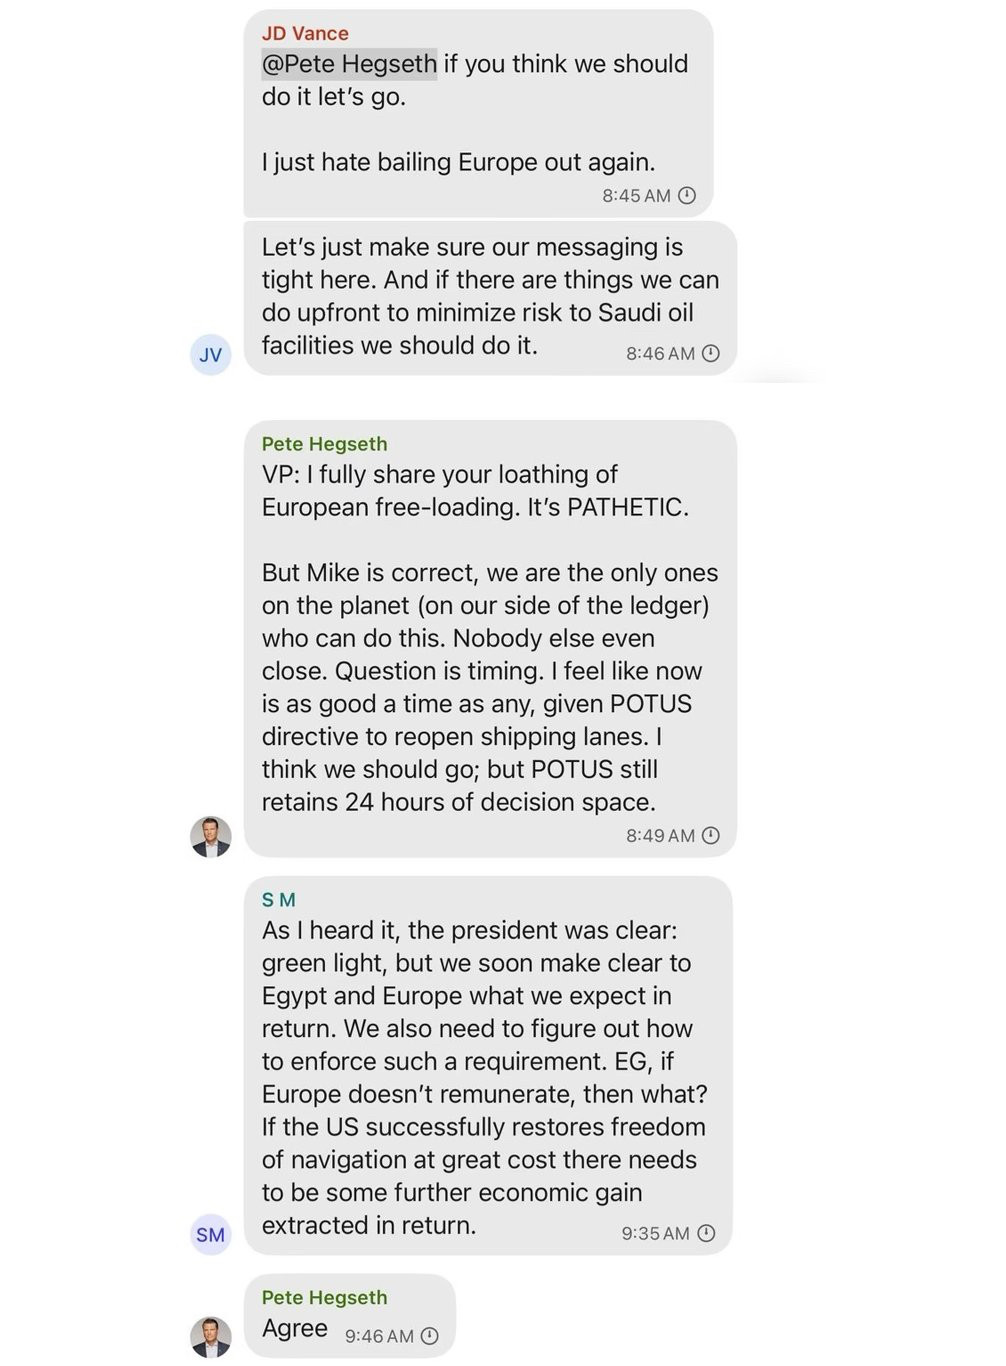 JD Vance
@Pete Hegseth if you think we should
do it let’s go.
I just hate bailing Europe out again.
8:45 AM
Let’s just make sure our messaging is
tight here. And if there are things we can
do upfront to minimize risk to Saudi oil
facilities we should do it.
8:46 AM
JV
Pete Hegseth
VP: I fully share your loathing of
European free-loading. It’s PATHETIC.
But Mike is correct, we are the only ones
on the planet (on our side of the ledger)
who can do this. Nobody else even
close. Question is timing. I feel like now
is as good a time as any, given POTUS
directive to reopen shipping lanes. I
think we should go; but POTUS still
retains 24 hours of decision space.
8:49 AM
S M
As I heard it, the president was clear:
green light, but we soon make clear to
Egypt and Europe what we expect in
return. We also need to figure out how
to enforce such a requirement. EG, if
Europe doesn’t remunerate, then what?
If the US successfully restores freedom
of navigation at great cost there needs
to be some further economic gain
extracted in return.
9:35 AM
SM
Pete Hegseth
Agree 9:46 AM